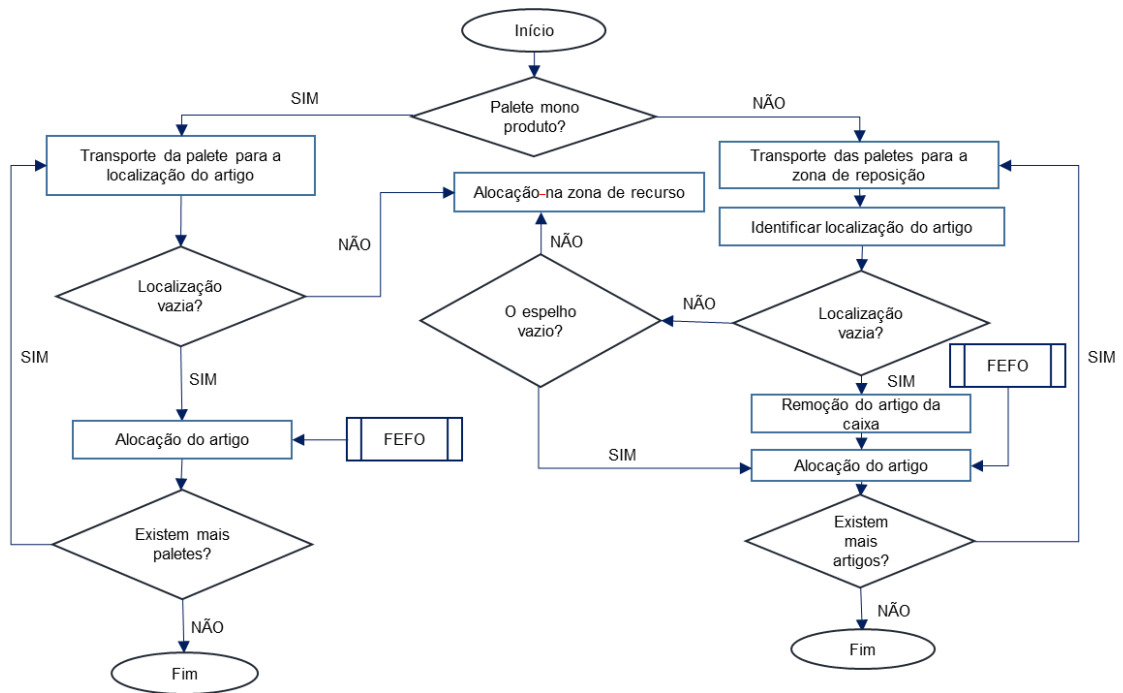 Início
Palete mono
produto?
SIM
NÃO
Transporte da palete para a
localização do artigo
Transporte das paletes para a
zona de reposição
Alocação-na zona de recurso
Identificar localização do artigo
NÃO
NÃO
Localização
vazia?
O espelho
vazio?
NÃO
Localização
vazia?
SIM
SIM
FEFO
SIM
SIM
Remoção do artigo da
caixa
Alocação do artigo
FEFO
SIM
Alocação do artigo
Existem mais
paletes?
Existem
mais
artigos?
NÃO
NÃO
Fim
Fim